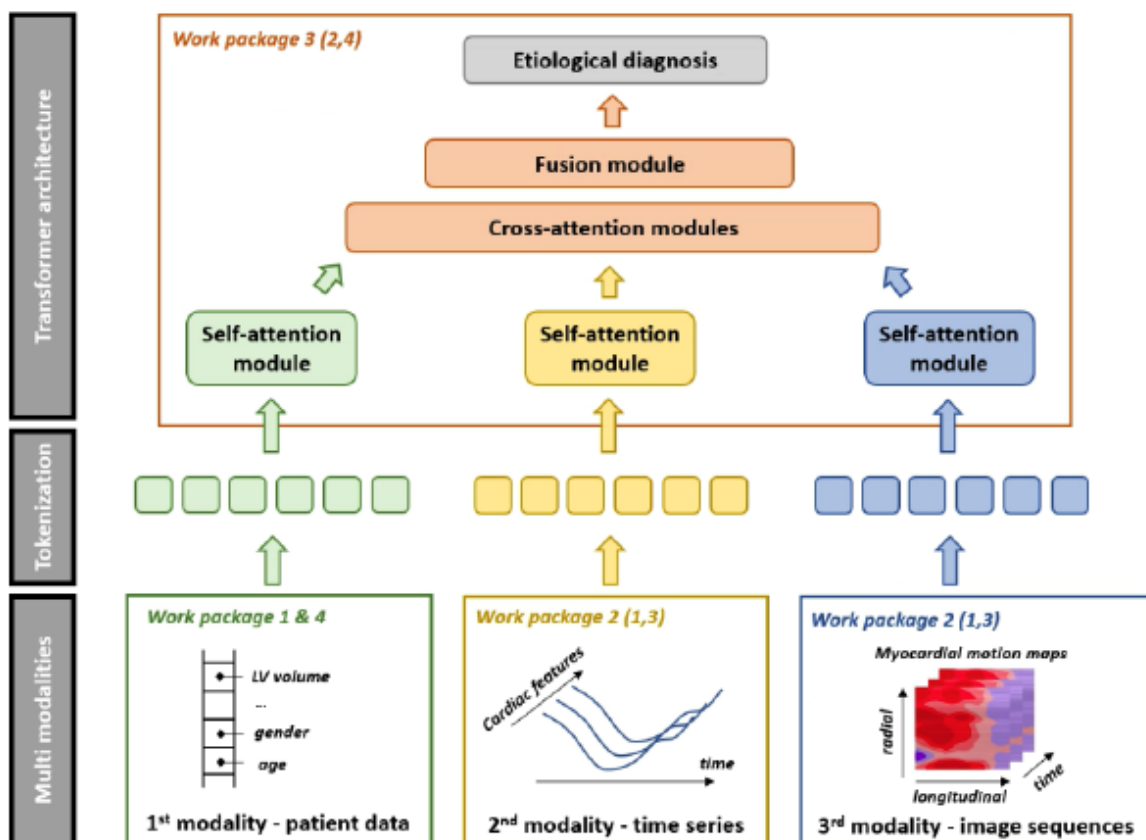 Transformer architecture
Work package 3 (2,4)
Etiological diagnosis
Fusion module
Cross-attention modules
Self-attention
module
Self-attention
module
Self-attention
module
Tokenization
Multi modalities
Work package 1 & 4
LV volume
...
gender
age
1st modality - patient data
Work package 2 (1,3)
Cardiac features
time
2nd modality - time series
Work package 2 (1,3)
Myocardial motion maps
radial
longitudinal
time
3rd modality - image sequences